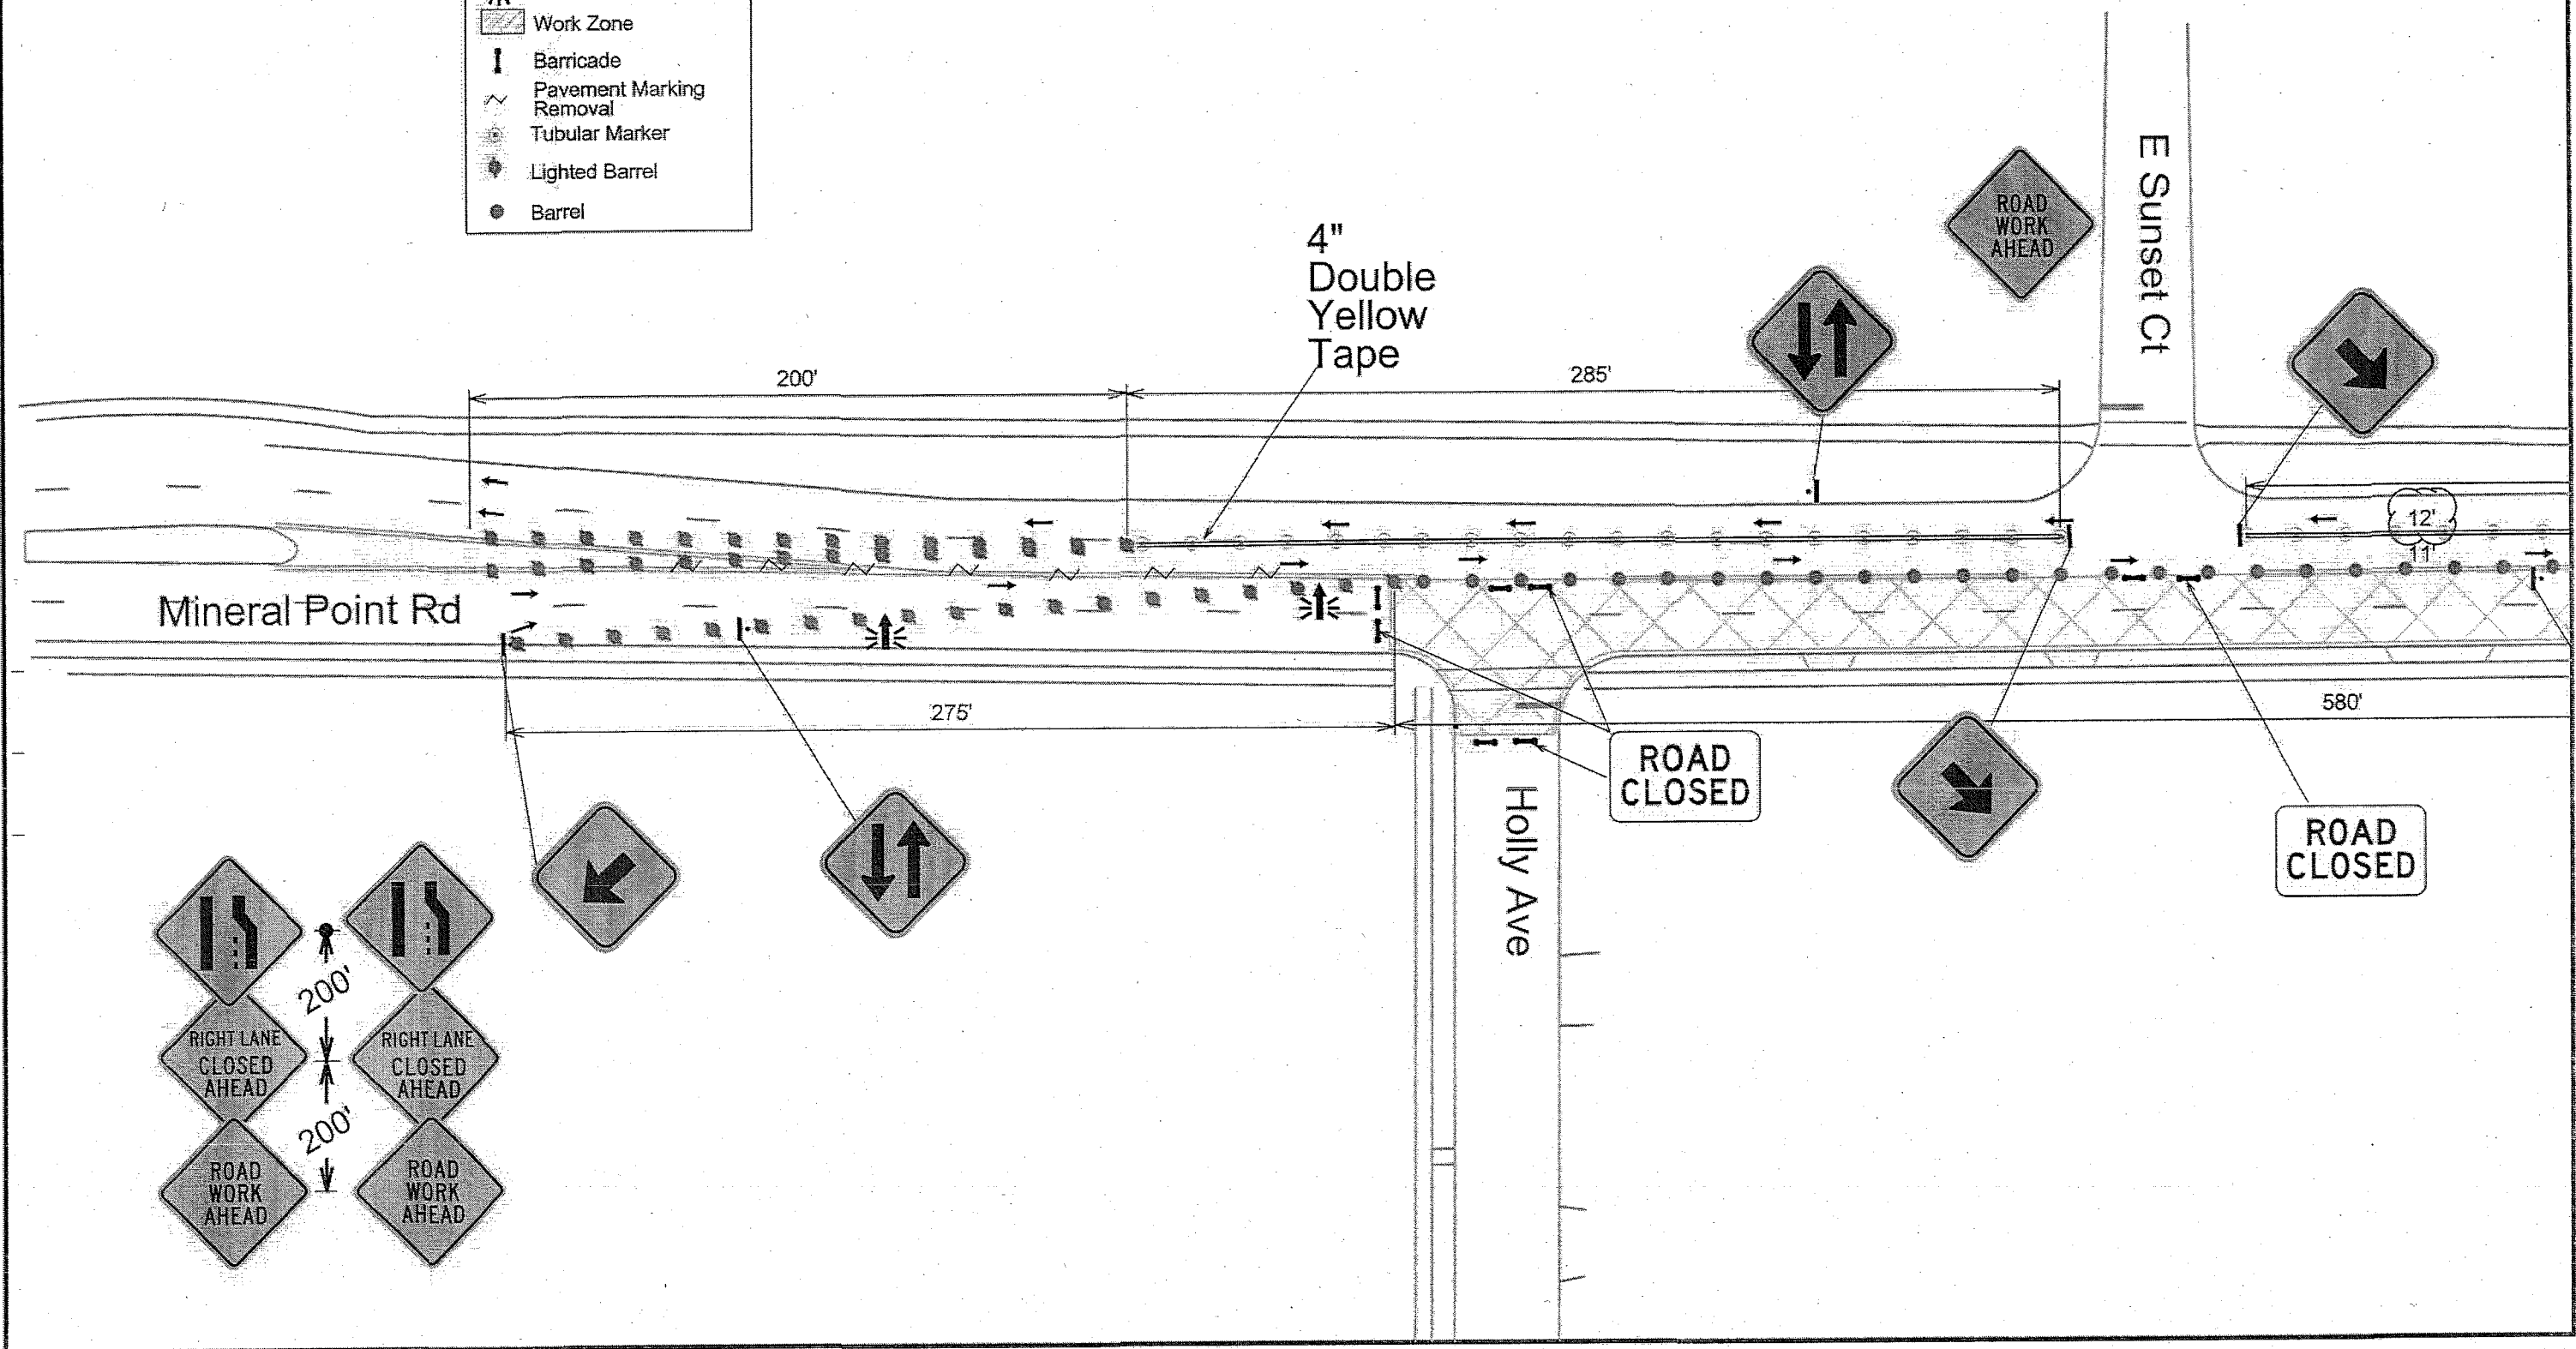 Work Zone
Barricade
Pavement Marking
Removal
Tubular Marker
Lighted Barrel
Barrel
4"
Double
Yellow
Tape
200'
285'
ROAD
WORK
AHEAD
E Sunset Ct
12'
11'
Mineral Point Rd
275'
580'
ROAD
CLOSED
ROAD
CLOSED
Holly Ave
200'
200'
RIGHT LANE
CLOSED
AHEAD
RIGHT LANE
CLOSED
AHEAD
ROAD
WORK
AHEAD
ROAD
WORK
AHEAD